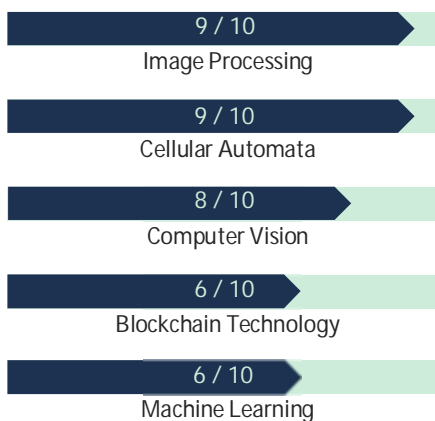 9 / 10
Image Processing
9 / 10
Cellular Automata
8 / 10
Computer Vision
6 / 10
Blockchain Technology
6 / 10
Machine Learning